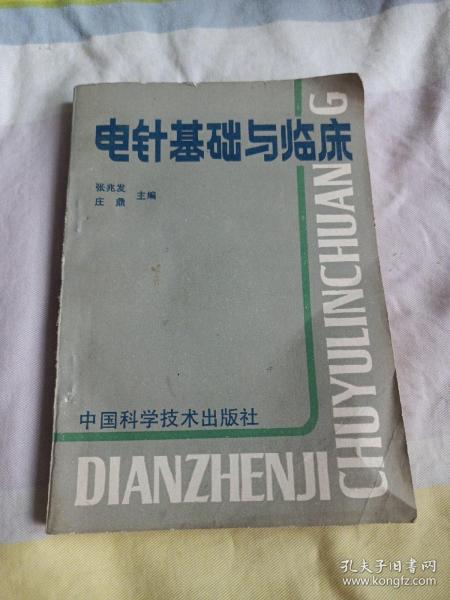 电针基础与临床
张兆发
庄鼎 主编
中国科学技术出版社
DIANZHENJI
CHUYULINCHUANG
孔夫子旧书网
www.kongfz.com